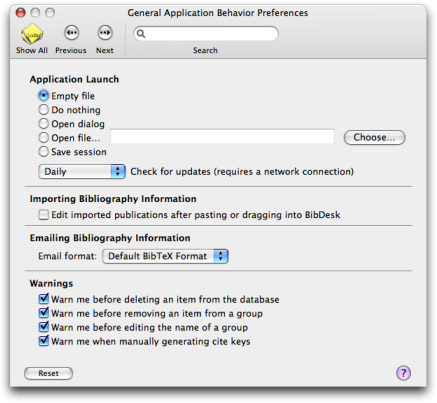 General Application Behavior Preferences
Show All Previous Next Search
Application Launch
Empty file
Do nothing
Open dialog
Open file... Choose...
Save session
Daily Check for updates (requires a network connection)
Importing Bibliography Information
Edit imported publications after pasting or dragging into BibDesk
Emailing Bibliography Information
Email format: Default BibTeX Format
Warnings
Warn me before deleting an item from the database
Warn me before removing an item from a group
Warn me before editing the name of a group
Warn me when manually generating cite keys
Reset ?